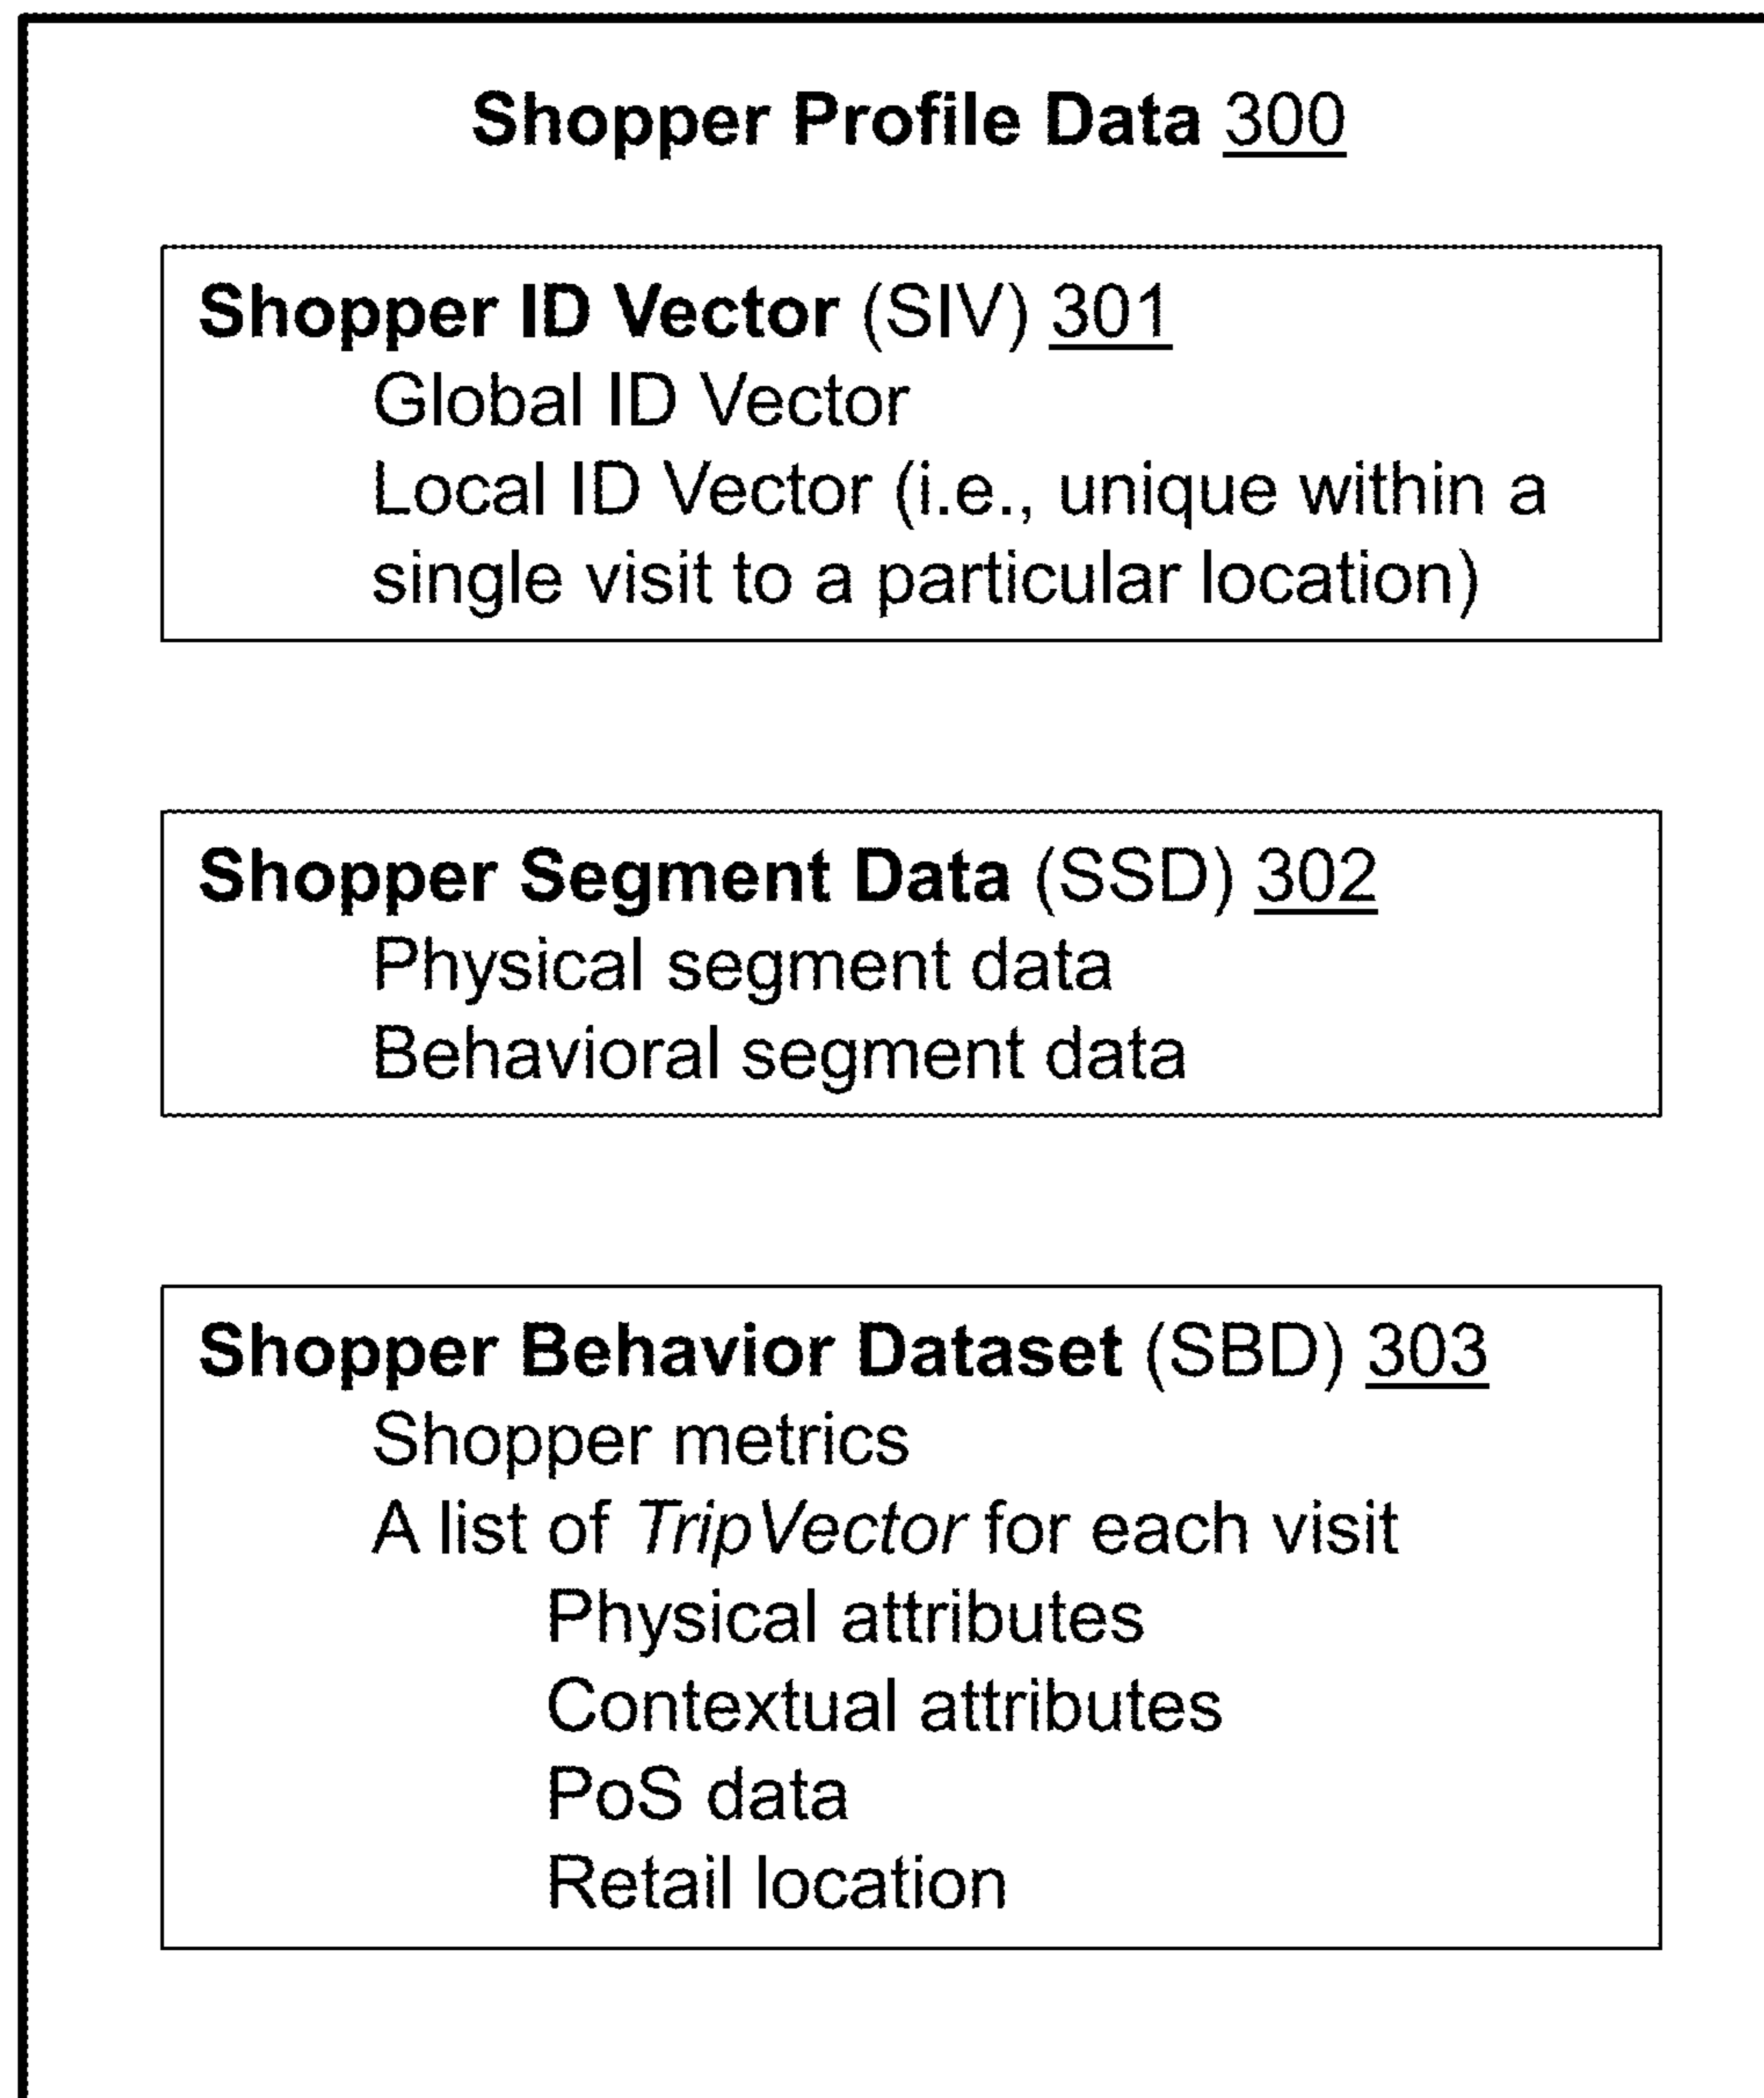 Shopper Profile Data 300
Shopper ID Vector (SIV) 301
Global ID Vector
Local ID Vector (i.e., unique within a
single visit to a particular location)
Shopper Segment Data (SSD) 302
Physical segment data
Behavioral segment data
Shopper Behavior Dataset (SBD) 303
Shopper metrics
A list of TripVector for each visit
Physical attributes
Contextual attributes
PoS data
Retail location